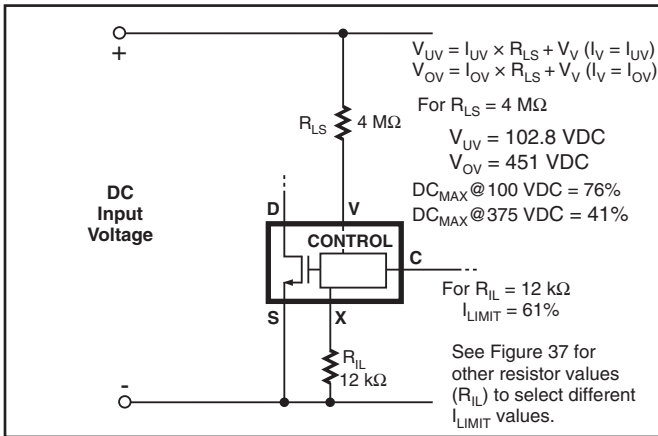 +
V_UV = I_UV × R_LS + V_V (I_V = I_UV)
V_OV = I_OV × R_LS + V_V (I_V = I_OV)
For R_LS = 4 MΩ
R_LS 4 MΩ
V_UV = 102.8 VDC
V_OV = 451 VDC
DC_MAX@100 VDC = 76%
DC_MAX@375 VDC = 41%
DC
Input
Voltage
D V
CONTROL
C
For R_IL = 12 kΩ
I_LIMIT = 61%
S X
R_IL
12 kΩ
See Figure 37 for
other resistor values
(R_IL) to select different
I_LIMIT values.
-